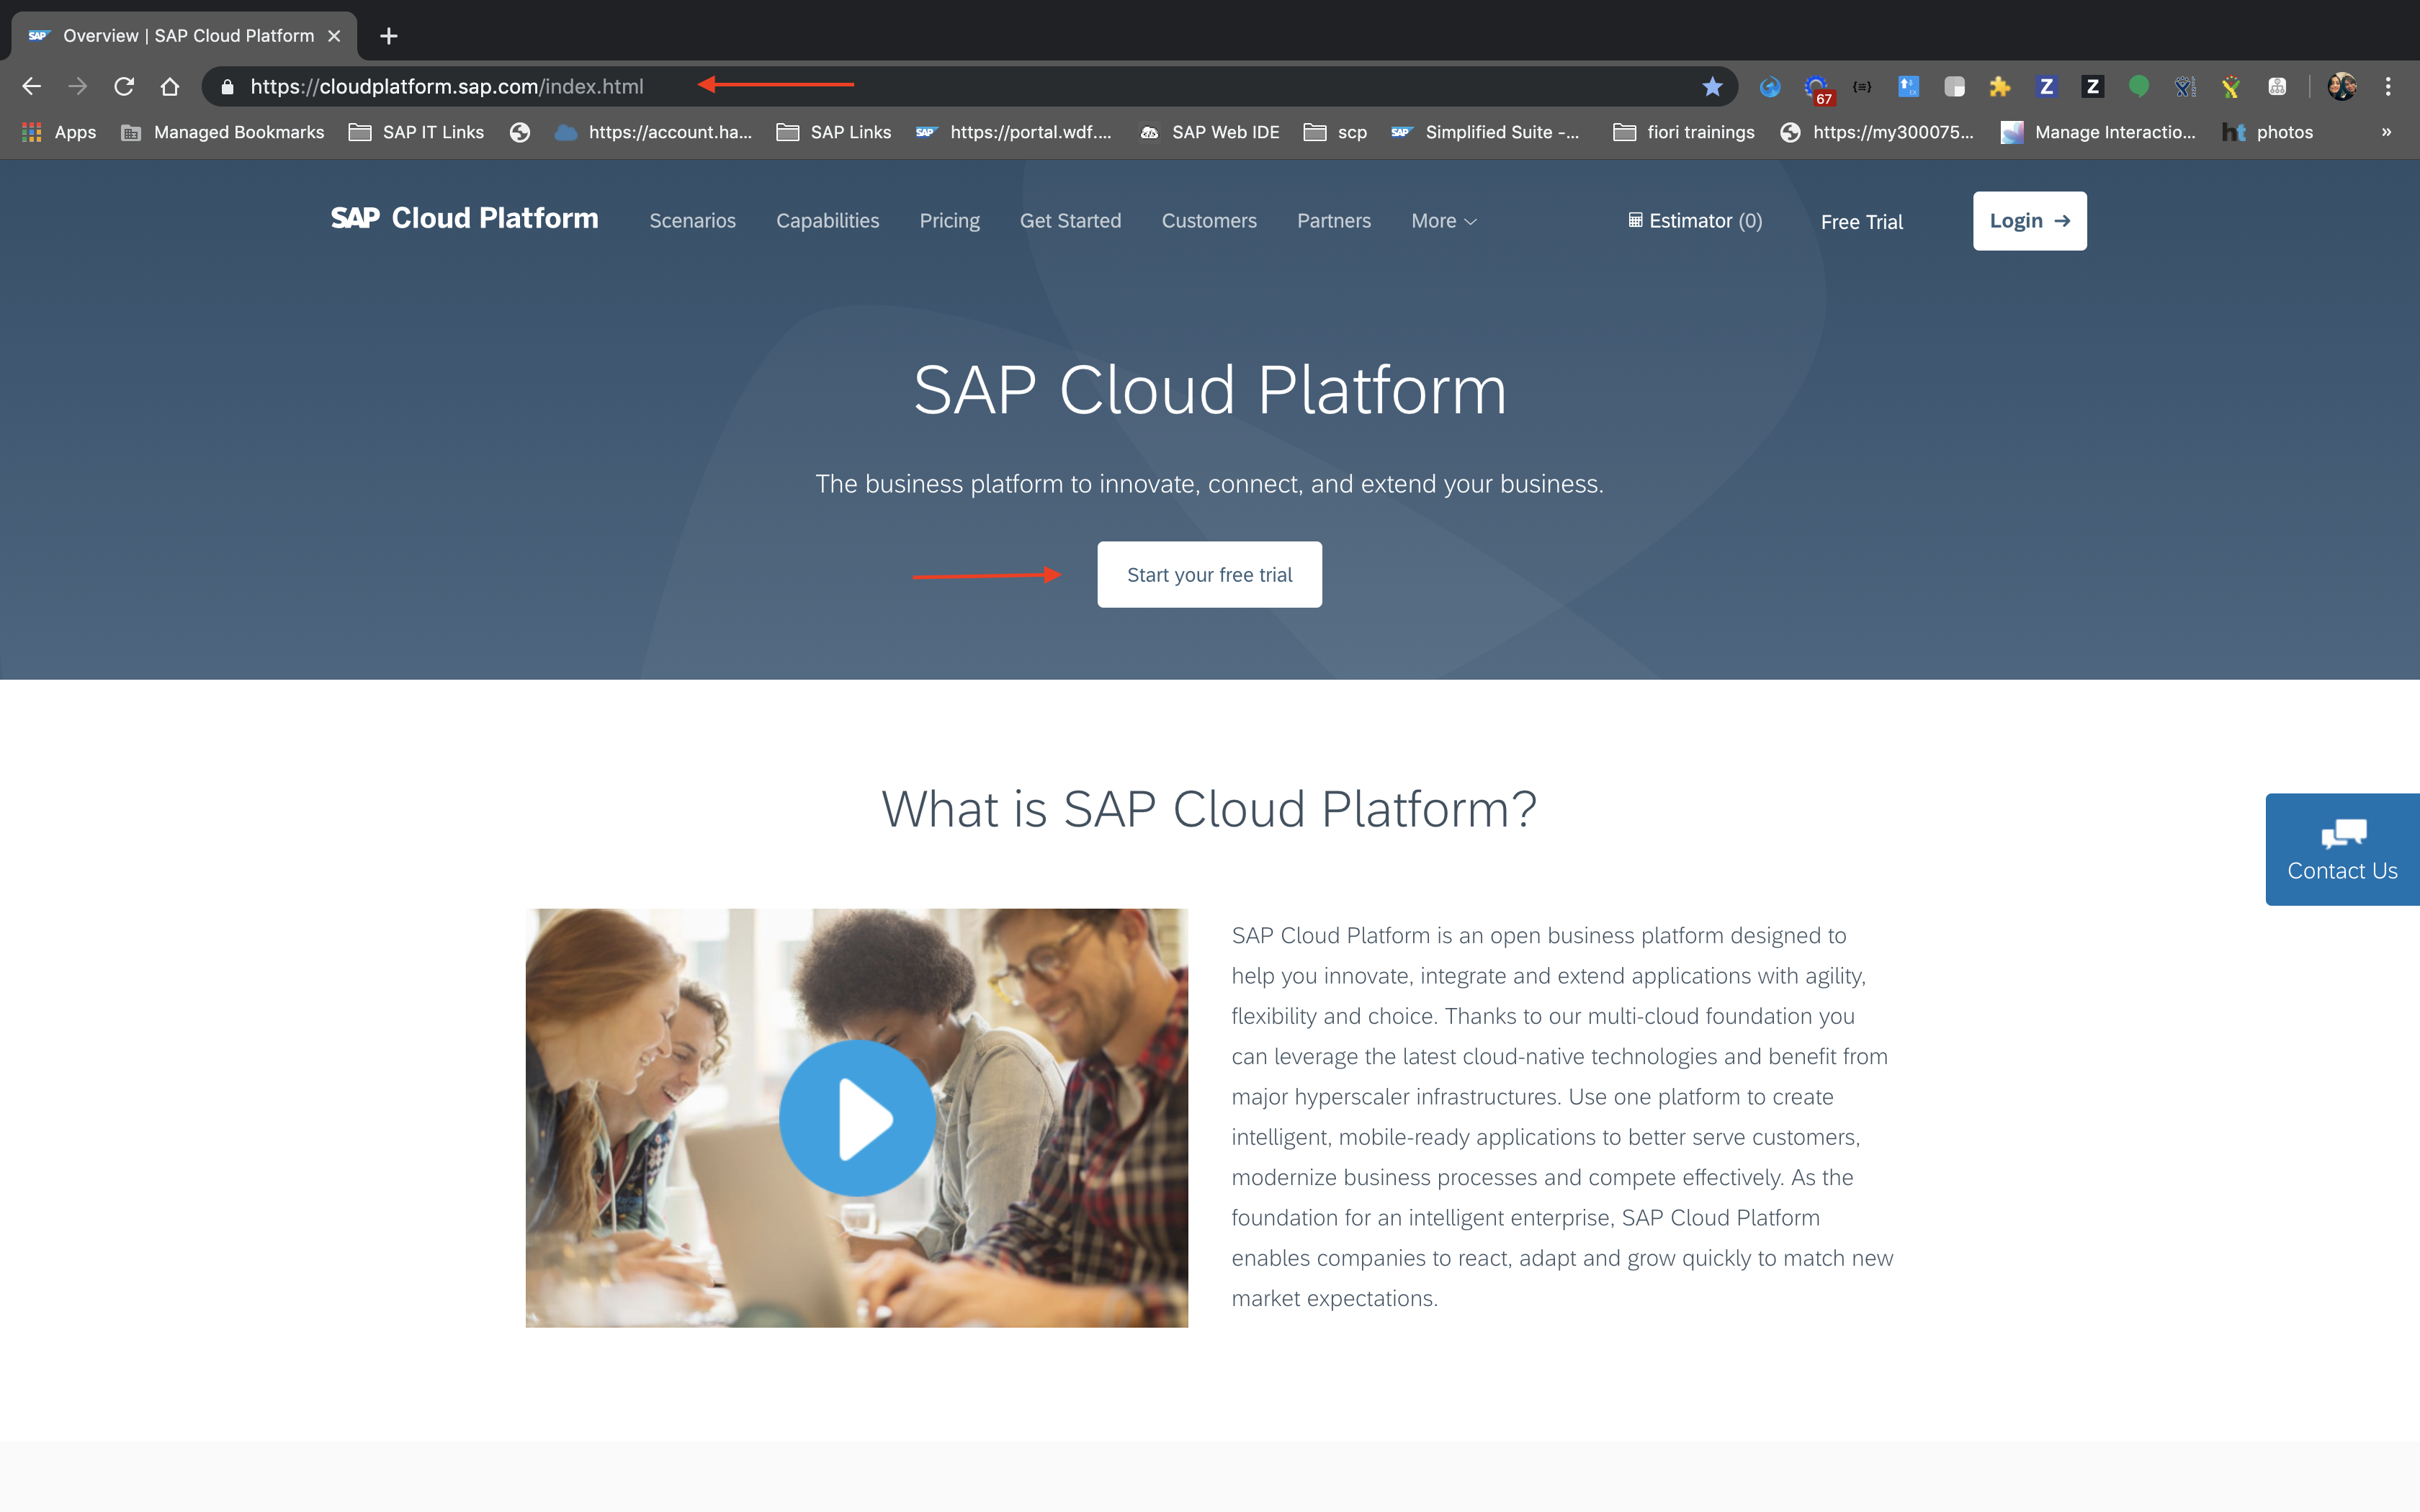 SAP Overview | SAP Cloud Platform
https://cloudplatform.sap.com/index.html
67
Z
Z
Apps
Managed Bookmarks
SAP IT Links
https://account.ha...
SAP Links
SAP https://portal.wdf....
SAP Web IDE
scp
SAP Simplified Suite -...
fiori trainings
https://my300075...
Manage Interactio...
ht photos
»
SAP Cloud Platform
Scenarios
Capabilities
Pricing
Get Started
Customers
Partners
More
Estimator (0)
Free Trial
Login →
SAP Cloud Platform
The business platform to innovate, connect, and extend your business.
Start your free trial
What is SAP Cloud Platform?
Contact Us
SAP Cloud Platform is an open business platform designed to
help you innovate, integrate and extend applications with agility,
flexibility and choice. Thanks to our multi-cloud foundation you
can leverage the latest cloud-native technologies and benefit from
major hyperscaler infrastructures. Use one platform to create
intelligent, mobile-ready applications to better serve customers,
modernize business processes and compete effectively. As the
foundation for an intelligent enterprise, SAP Cloud Platform
enables companies to react, adapt and grow quickly to match new
market expectations.